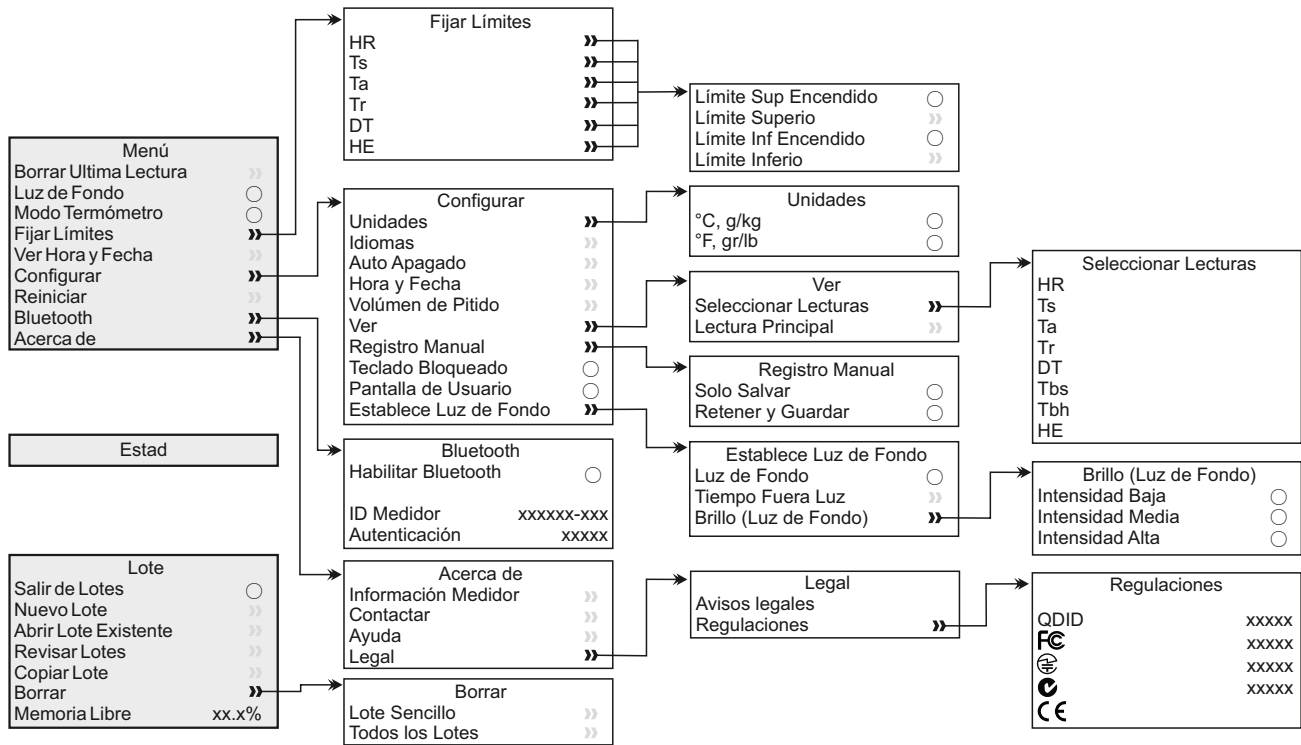 Menú
Borrar Ultima Lectura
Luz de Fondo
Modo Termómetro
Fijar Límites
Ver Hora y Fecha
Configurar
Reiniciar
Bluetooth
Acerca de
Estad
Lote
Salir de Lotes
Nuevo Lote
Abrir Lote Existente
Revisar Lotes
Copiar Lote
Borrar
Memoria Libre xx.x%
Fijar Límites
HR
Ts
Ta
Tr
DT
HE
Configurar
Unidades
Idiomas
Auto Apagado
Hora y Fecha
Volúmen de Pitido
Ver
Registro Manual
Teclado Bloqueado
Pantalla de Usuario
Establece Luz de Fondo
Bluetooth
Habilitar Bluetooth
ID Medidor xxxxxx-xxx
Autenticación xxxxx
Acerca de
Información Medidor
Contactar
Ayuda
Legal
Borrar
Lote Sencillo
Todos los Lotes
Límite Sup Encendido
Límite Superio
Límite Inf Encendido
Límite Inferio
Unidades
°C, g/kg
°F, gr/lb
Ver
Seleccionar Lecturas
Lectura Principal
Registro Manual
Solo Salvar
Retener y Guardar
Establece Luz de Fondo
Luz de Fondo
Tiempo Fuera Luz
Brillo (Luz de Fondo)
Legal
Avisos legales
Regulaciones
Seleccionar Lecturas
HR
Ts
Ta
Tr
DT
Tbs
Tbh
HE
Brillo (Luz de Fondo)
Intensidad Baja
Intensidad Media
Intensidad Alta
Regulaciones
QDID xxxxx
FC xxxxx
xxxxx
xxxxx
CE